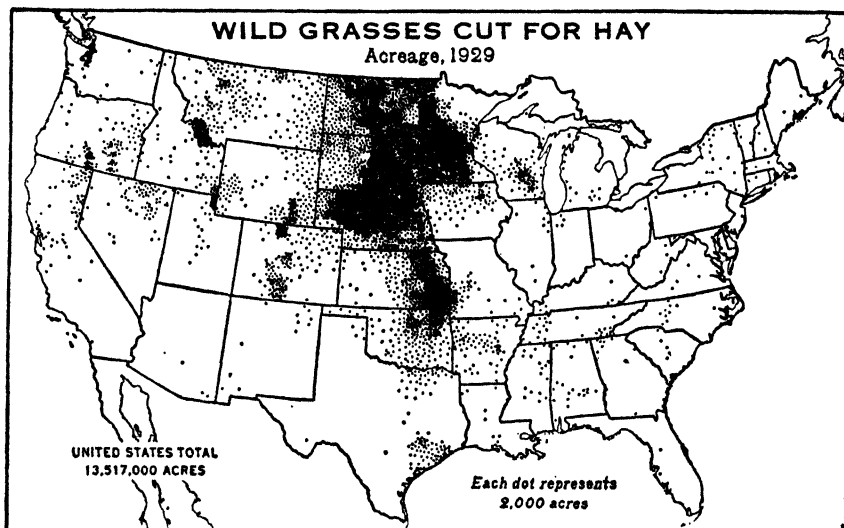 WILD GRASSES CUT FOR HAY
Acreage, 1929
UNITED STATES TOTAL
13,517,000 ACRES
Each dot represents
2,000 acres